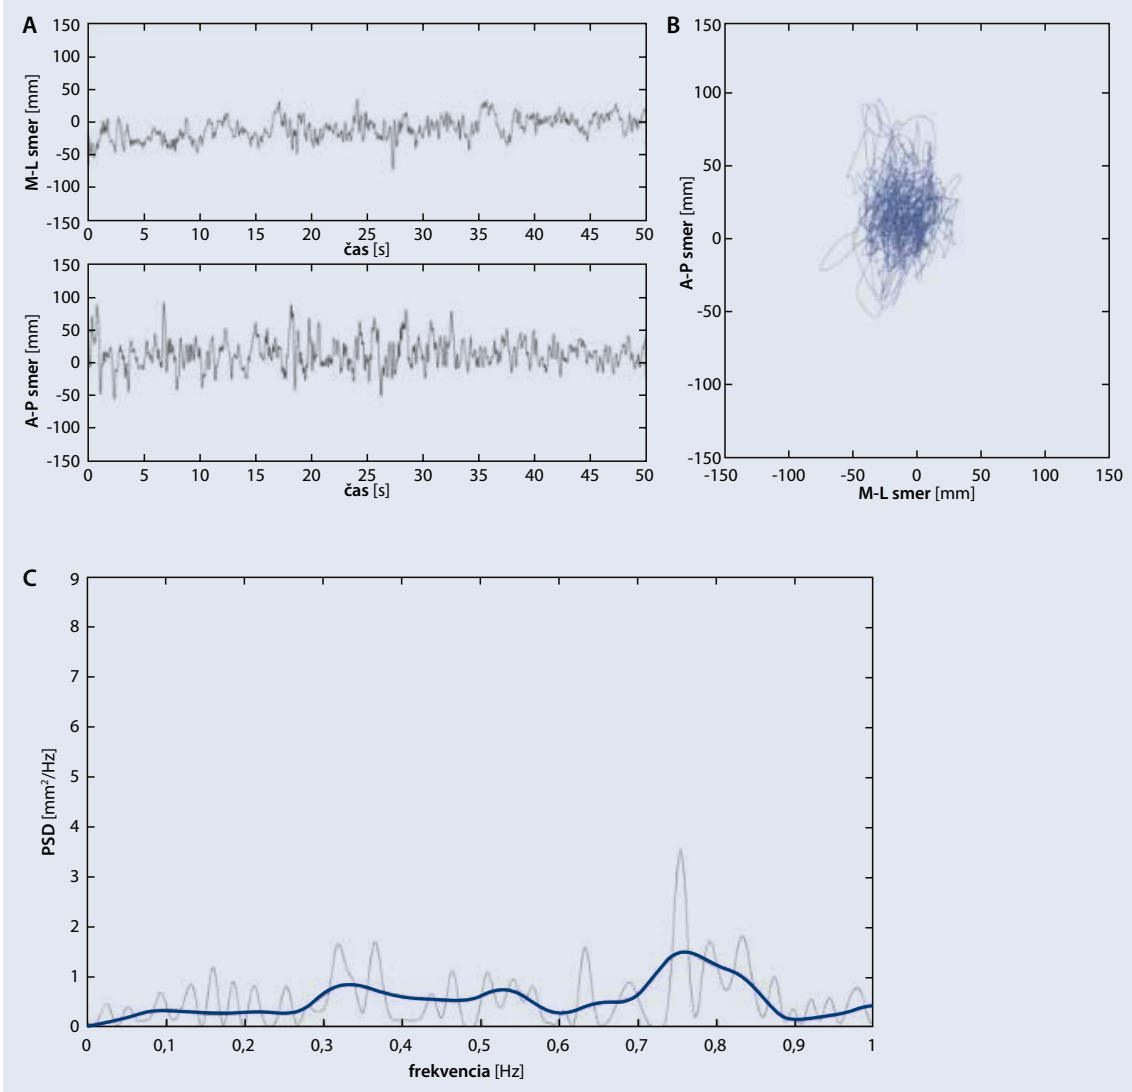 A
150
100
50
0
-50
-100
-150
M-L smer [mm]
0 5 10 15 20 25 30 35 40 45 50
čas [s]
150
100
50
0
-50
-100
-150
A-P smer [mm]
0 5 10 15 20 25 30 35 40 45 50
čas [s]
B
150
100
50
0
-50
-100
-150
A-P smer [mm]
-150 -100 -50 0 50 100 150
M-L smer [mm]
C
9
8
7
6
5
4
3
2
1
0
PSD [mm²/Hz]
0 0,1 0,2 0,3 0,4 0,5 0,6 0,7 0,8 0,9 1
frekvencia [Hz]